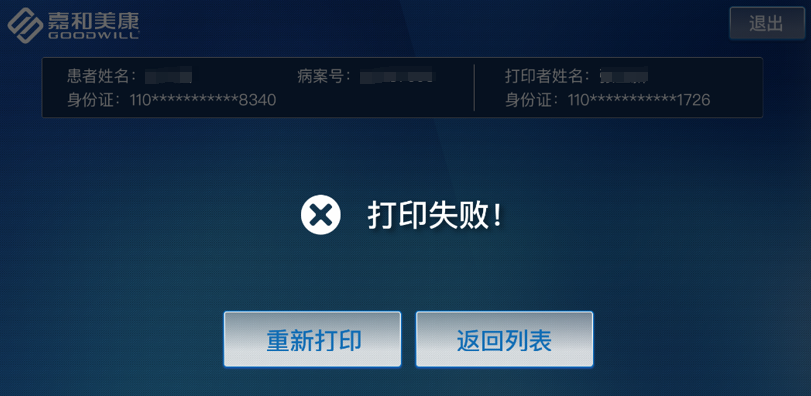 嘉和美康
GOODWILL
退出
患者姓名： 病案号： 打印者姓名：
身份证：110***********8340 身份证：110***********1726
打印失败！
重新打印 返回列表